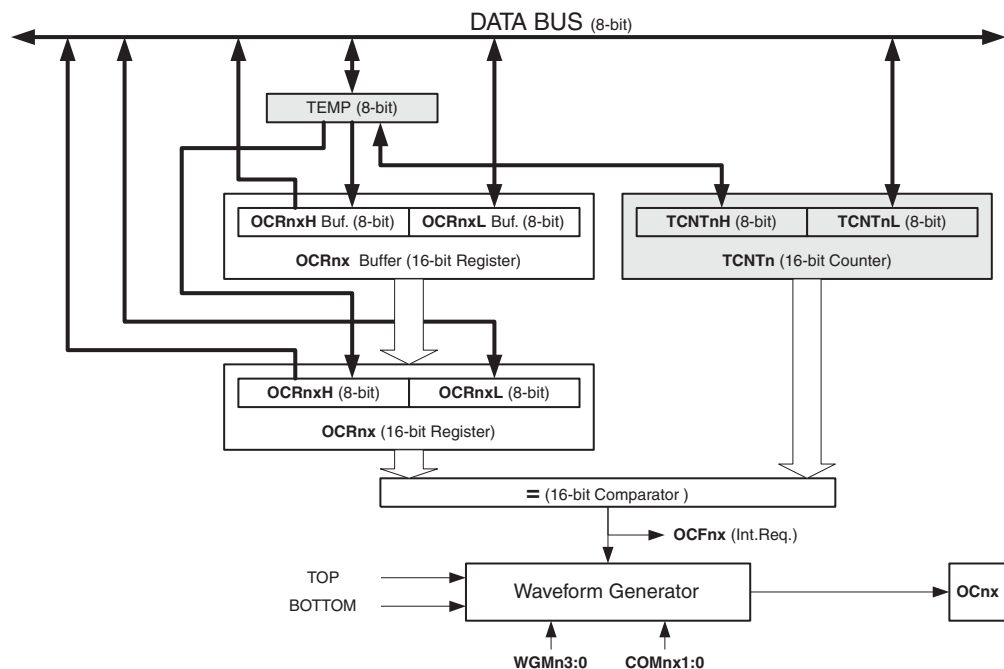 DATA BUS (8-bit)
TEMP (8-bit)
OCRnxH Buf. (8-bit) OCRnxL Buf. (8-bit)
OCRnx Buffer (16-bit Register)
TCNTnH (8-bit) TCNTnL (8-bit)
TCNTn (16-bit Counter)
OCRnxH (8-bit) OCRnxL (8-bit)
OCRnx (16-bit Register)
= (16-bit Comparator )
OCFnx (Int.Req.)
TOP
BOTTOM
Waveform Generator
OCnx
WGMn3:0 COMnx1:0